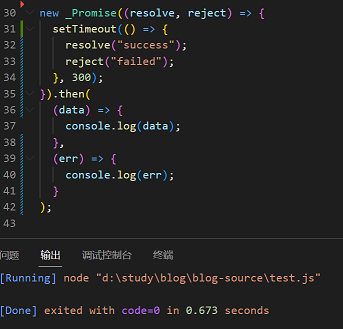 30 new _Promise((resolve, reject) => {
31   setTimeout(() => {
32     resolve("success");
33     reject("failed");
34   }, 300);
35 }).then(
36   (data) => {
37     console.log(data);
38   },
39   (err) => {
40     console.log(err);
41   }
42 );
43
问题 输出 调试控制台 终端
[Running] node "d:\study\blog\blog-source\test.js"
[Done] exited with code=0 in 0.673 seconds